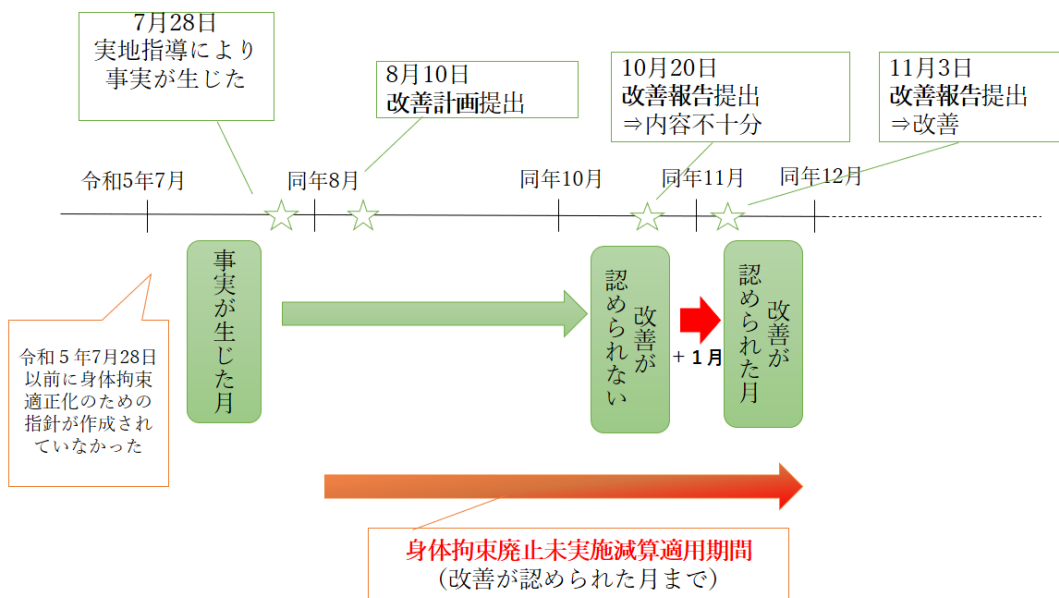 7月28日
実地指導により
事実が生じた
8月10日
改善計画提出
10月20日
改善報告提出
⇒内容不十分
11月3日
改善報告提出
⇒改善
令和5年7月
同年8月
同年10月
同年11月
同年12月
事実が生じた月
改善が
認められない
+1月
改善が
認められた月
令和５年7月28日
以前に身体拘束
適正化のための
指針が作成され
ていなかった
身体拘束廃止未実施減算適用期間
（改善が認められた月まで）